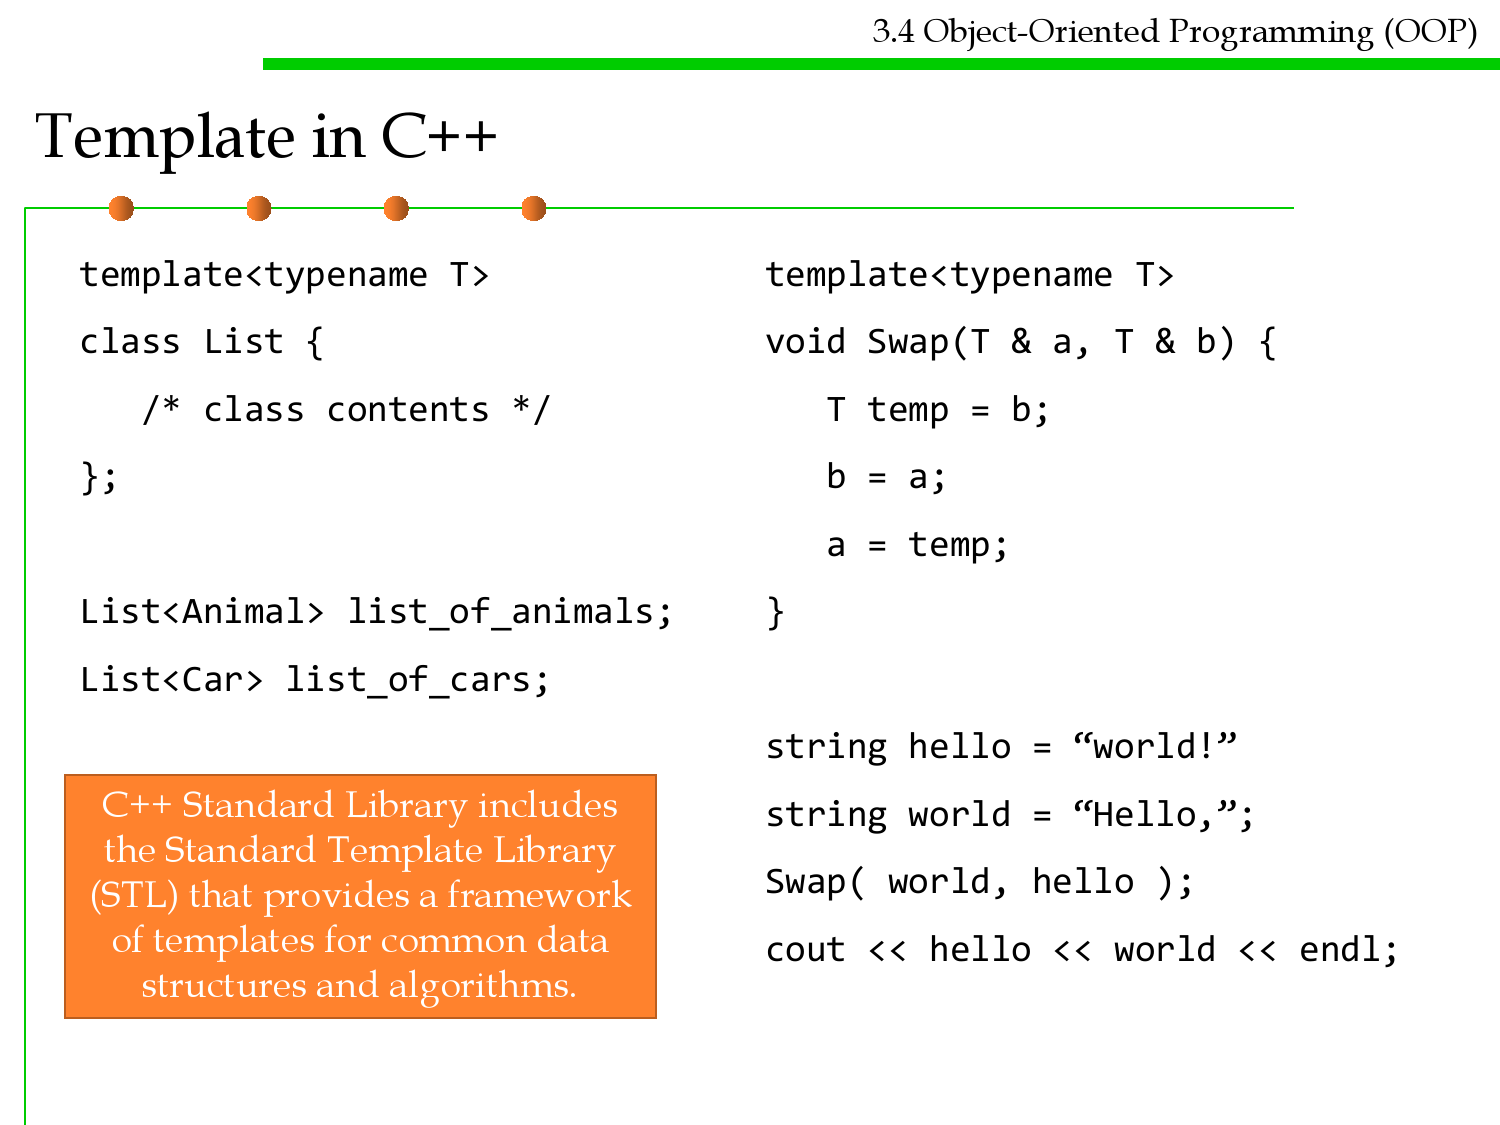 3.4 Object-Oriented Programming (OOP)
Template in C++
template<typename T>
class List {
   /* class contents */
};
List<Animal> list_of_animals;
List<Car> list_of_cars;
C++ Standard Library includes
the Standard Template Library
(STL) that provides a framework
of templates for common data
structures and algorithms.
template<typename T>
void Swap(T & a, T & b) {
   T temp = b;
   b = a;
   a = temp;
}
string hello = “world!”
string world = “Hello,”;
Swap( world, hello );
cout << hello << world << endl;